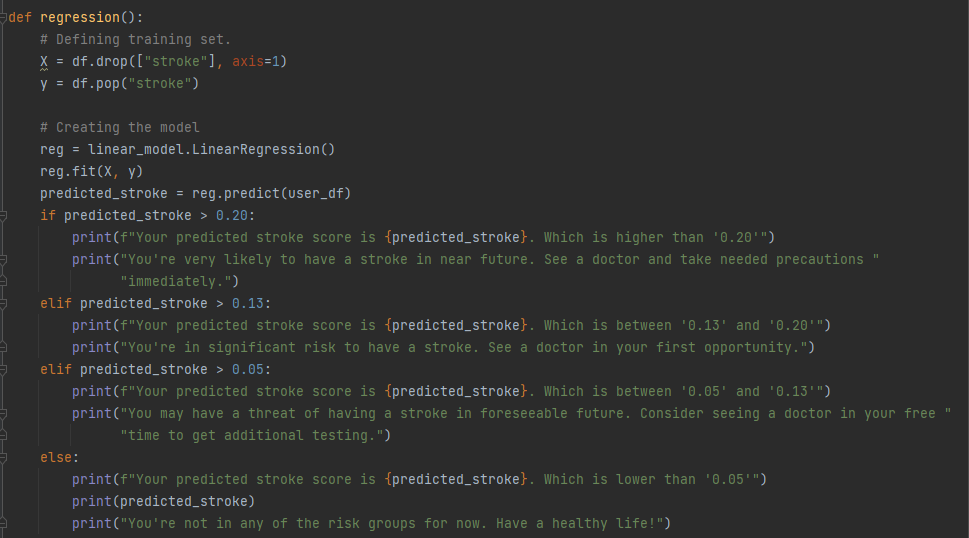 def regression():
    # Defining training set.
    X = df.drop(["stroke"], axis=1)
    y = df.pop("stroke")

    # Creating the model
    reg = linear_model.LinearRegression()
    reg.fit(X, y)
    predicted_stroke = reg.predict(user_df)
    if predicted_stroke > 0.20:
        print(f"Your predicted stroke score is {predicted_stroke}. Which is higher than '0.20'")
        print("You're very likely to have a stroke in near future. See a doctor and take needed precautions "
              "immediately.")
    elif predicted_stroke > 0.13:
        print(f"Your predicted stroke score is {predicted_stroke}. Which is between '0.13' and '0.20'")
        print("You're in significant risk to have a stroke. See a doctor in your first opportunity.")
    elif predicted_stroke > 0.05:
        print(f"Your predicted stroke score is {predicted_stroke}. Which is between '0.05' and '0.13'")
        print("You may have a threat of having a stroke in foreseeable future. Consider seeing a doctor in your free "
              "time to get additional testing.")
    else:
        print(f"Your predicted stroke score is {predicted_stroke}. Which is lower than '0.05'")
        print(predicted_stroke)
        print("You're not in any of the risk groups for now. Have a healthy life!")